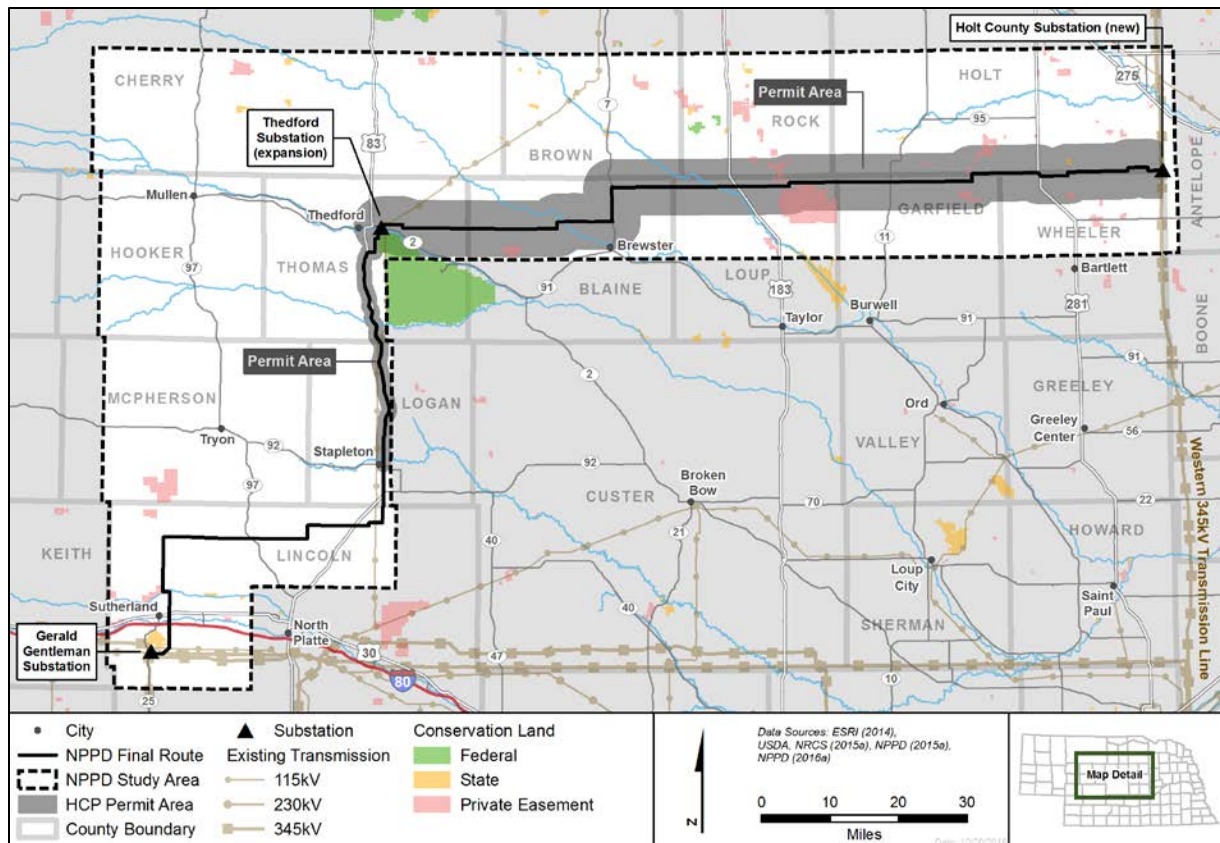 Holt County Substation (new)
CHERRY
HOLT
275
Permit Area
Thedford
Substation
(expansion)
83
7
ROCK
95
BROWN
ANTELOPE
Mullen
Thedford
2
GARFIELD
HOOKER
THOMAS
Brewster
11
WHEELER
97
Bartlett
91
BLAINE
LOUP
183
281
Burwell
Taylor
91
BOONE
Permit Area
91
2
GREELEY
MCPHERSON
LOGAN
Ord
Greeley
Center
56
Tryon
92
Stapleton
VALLEY
92
Broken
Bow
70
97
CUSTER
22
HOWARD
Western 345kV Transmission Line
KEITH
LINCOLN
40
21
Loup
City
Saint
Paul
Sutherland
40
North
Platte
SHERMAN
Gerald
Gentleman
Substation
30
47
80
10
25
City
NPPD Final Route
NPPD Study Area
HCP Permit Area
County Boundary
Substation
Existing Transmission
115kV
230kV
345kV
Conservation Land
Federal
State
Private Easement
N
Data Sources: ESRI (2014),
USDA, NRCS (2015a), NPPD (2015a),
NPPD (2016a)
0 10 20 30
Miles
Map Detail